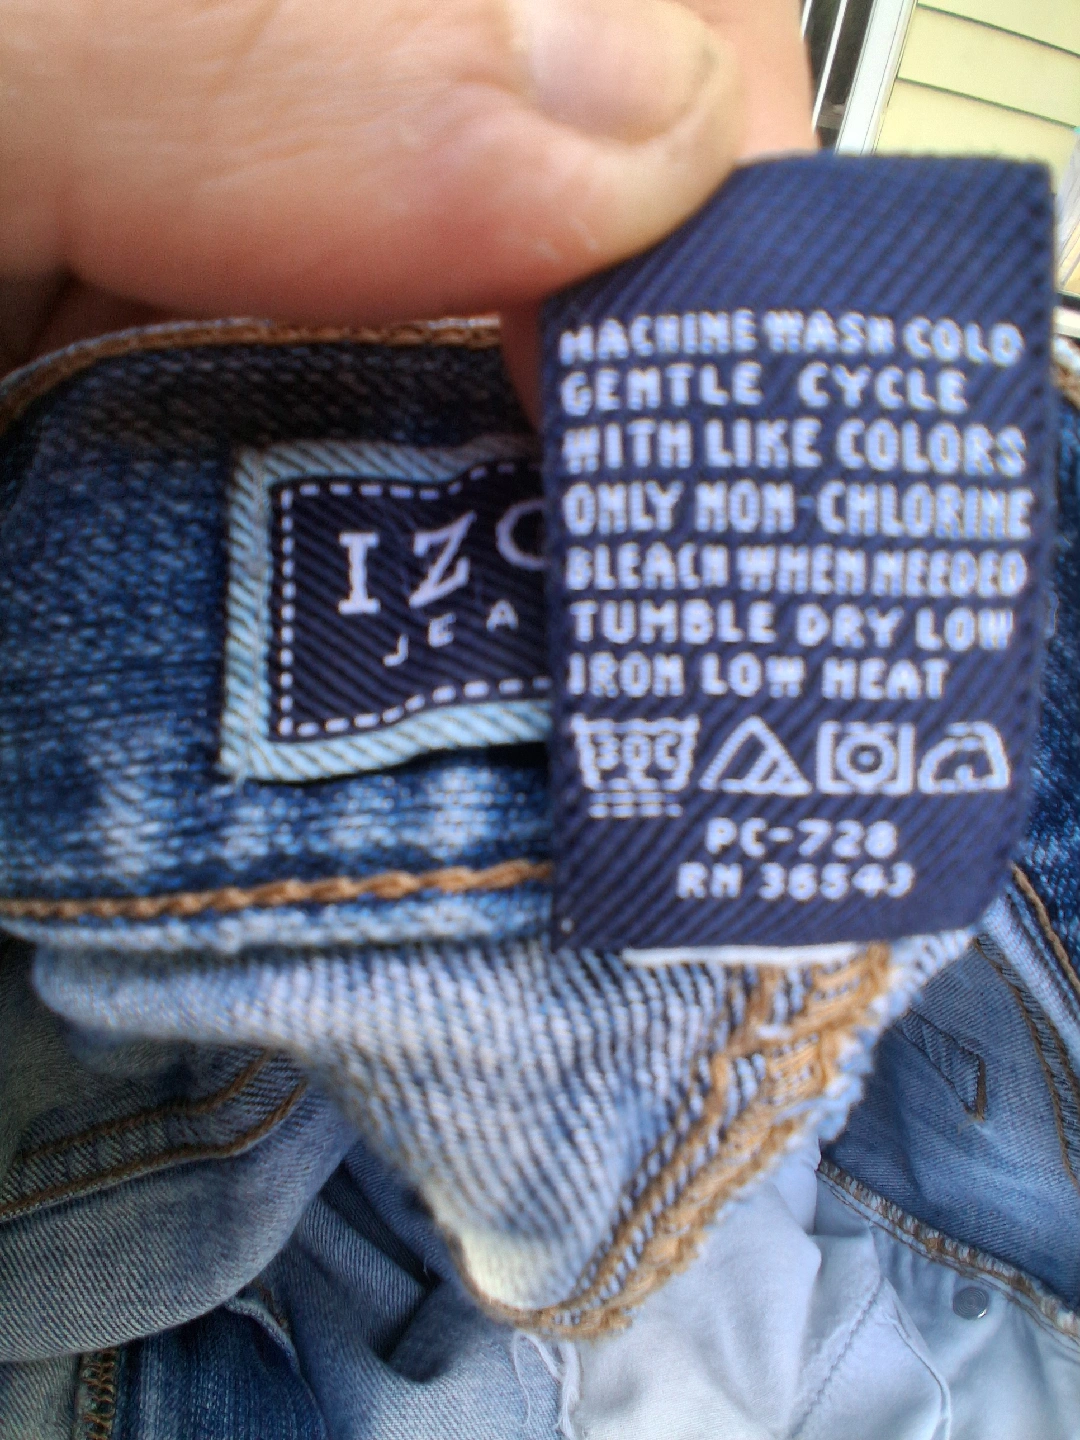 IZO
JEA
MACHINE WASH COLD
GENTLE CYCLE
WITH LIKE COLORS
ONLY NON-CHLORINE
BLEACH WHEN NEEDED
TUMBLE DRY LOW
IRON LOW HEAT
30C
PC-728
RN 36543